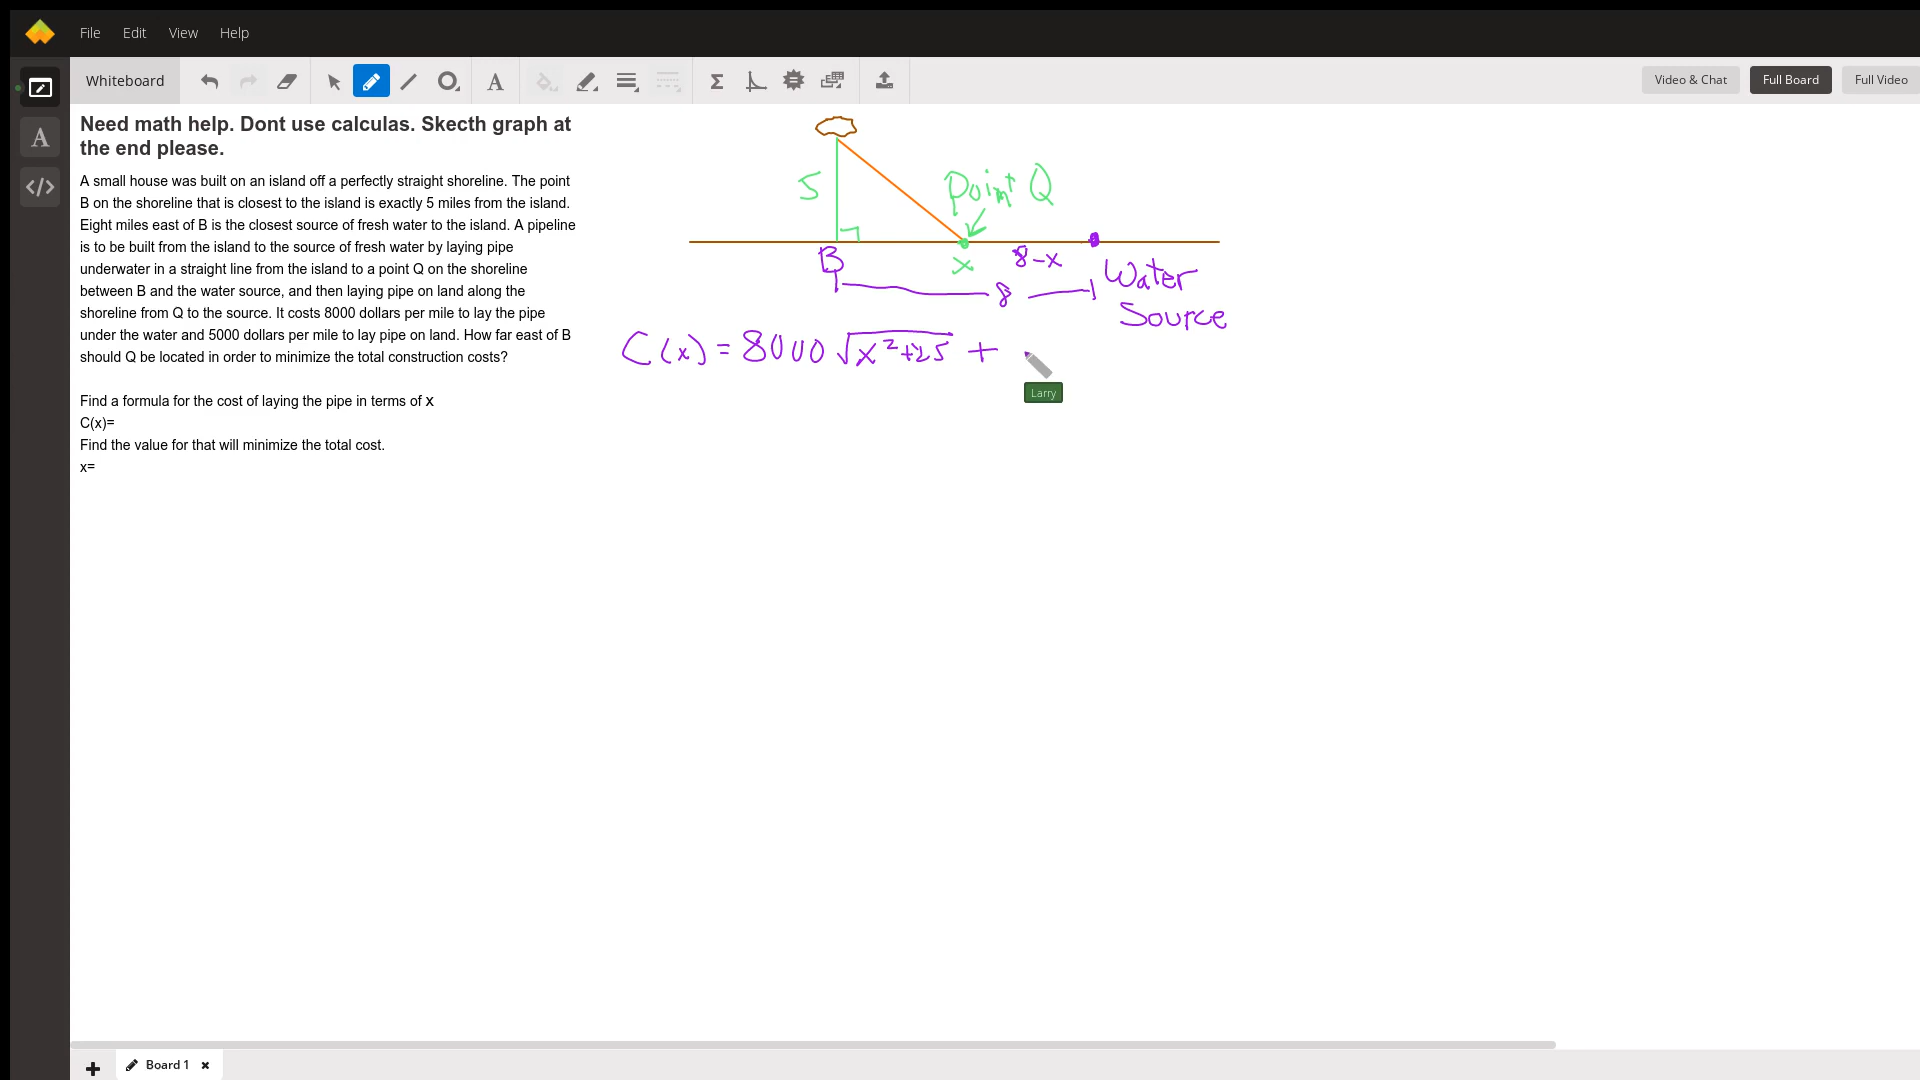 File Edit View Help
Whiteboard
Video & Chat Full Board Full Video
Need math help. Dont use calculas. Skecth graph at
the end please.
A small house was built on an island off a perfectly straight shoreline. The point
B on the shoreline that is closest to the island is exactly 5 miles from the island.
Eight miles east of B is the closest source of fresh water to the island. A pipeline
is to be built from the island to the source of fresh water by laying pipe
underwater in a straight line from the island to a point Q on the shoreline
between B and the water source, and then laying pipe on land along the
shoreline from Q to the source. It costs 8000 dollars per mile to lay the pipe
under the water and 5000 dollars per mile to lay pipe on land. How far east of B
should Q be located in order to minimize the total construction costs?
Find a formula for the cost of laying the pipe in terms of x
C(x)=
Find the value for that will minimize the total cost.
x=
5
Point Q
B x 8-x
8
Water
Source
C(x) = 8000 √x²+25 +
Larry
Board 1